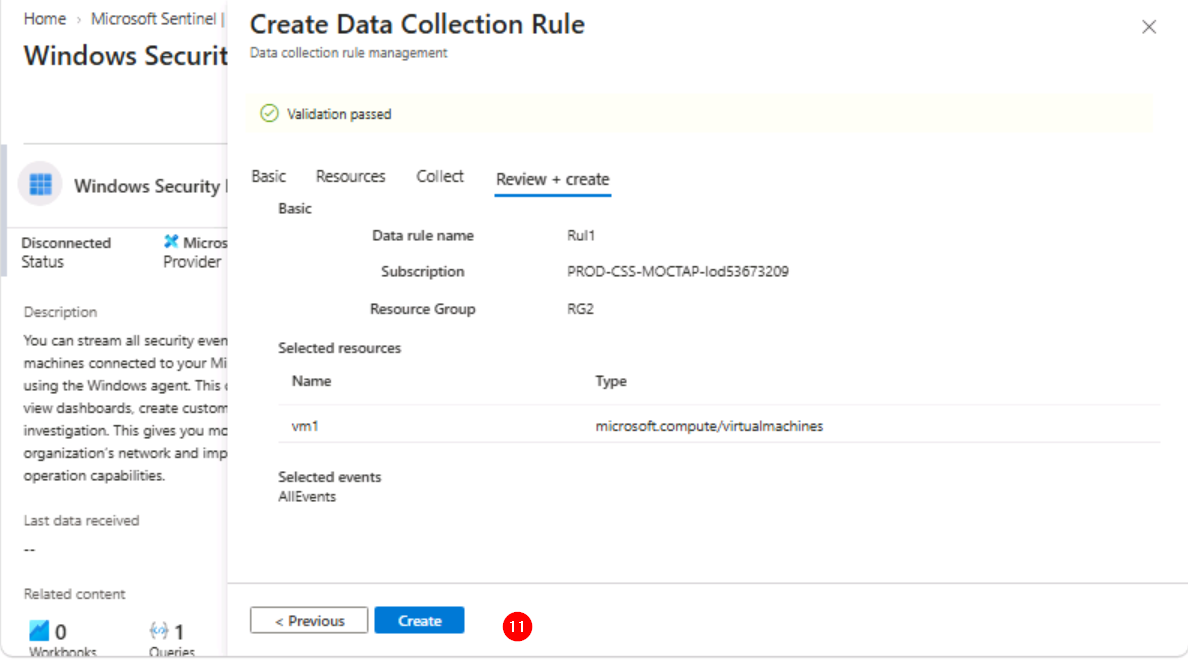 Home > Microsoft Sentinel |
Windows Securit
Create Data Collection Rule
Data collection rule management
Validation passed
Basic Resources Collect Review + create
Windows Security
Disconnected
Status
Micros
Provider
Description
You can stream all security even
machines connected to your Mi
using the Windows agent. This
view dashboards, create custom
investigation. This gives you mo
organization's network and imp
operation capabilities.
Last data received
--
Related content
0
Workbooks
1
Queries
Basic
Data rule name Rul1
Subscription PROD-CSS-MOCTAP-lod53673209
Resource Group RG2
Selected resources
Name Type
vm1 microsoft.compute/virtualmachines
Selected events
AllEvents
< Previous Create 11